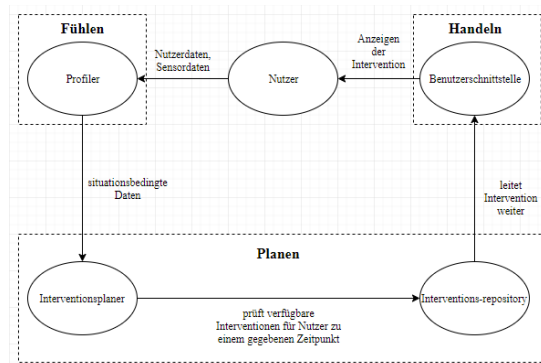 Fühlen
Handeln
Profiler
Nutzerdaten,
Sensordaten
Nutzer
Anzeigen
der
Intervention
Benutzerschnittstelle
situationsbedingte
Daten
leitet
Intervention
weiter
Planen
Interventionsplaner
prüft verfügbare
Interventionen für Nutzer zu
einem gegebenen Zeitpunkt
Interventions-repository